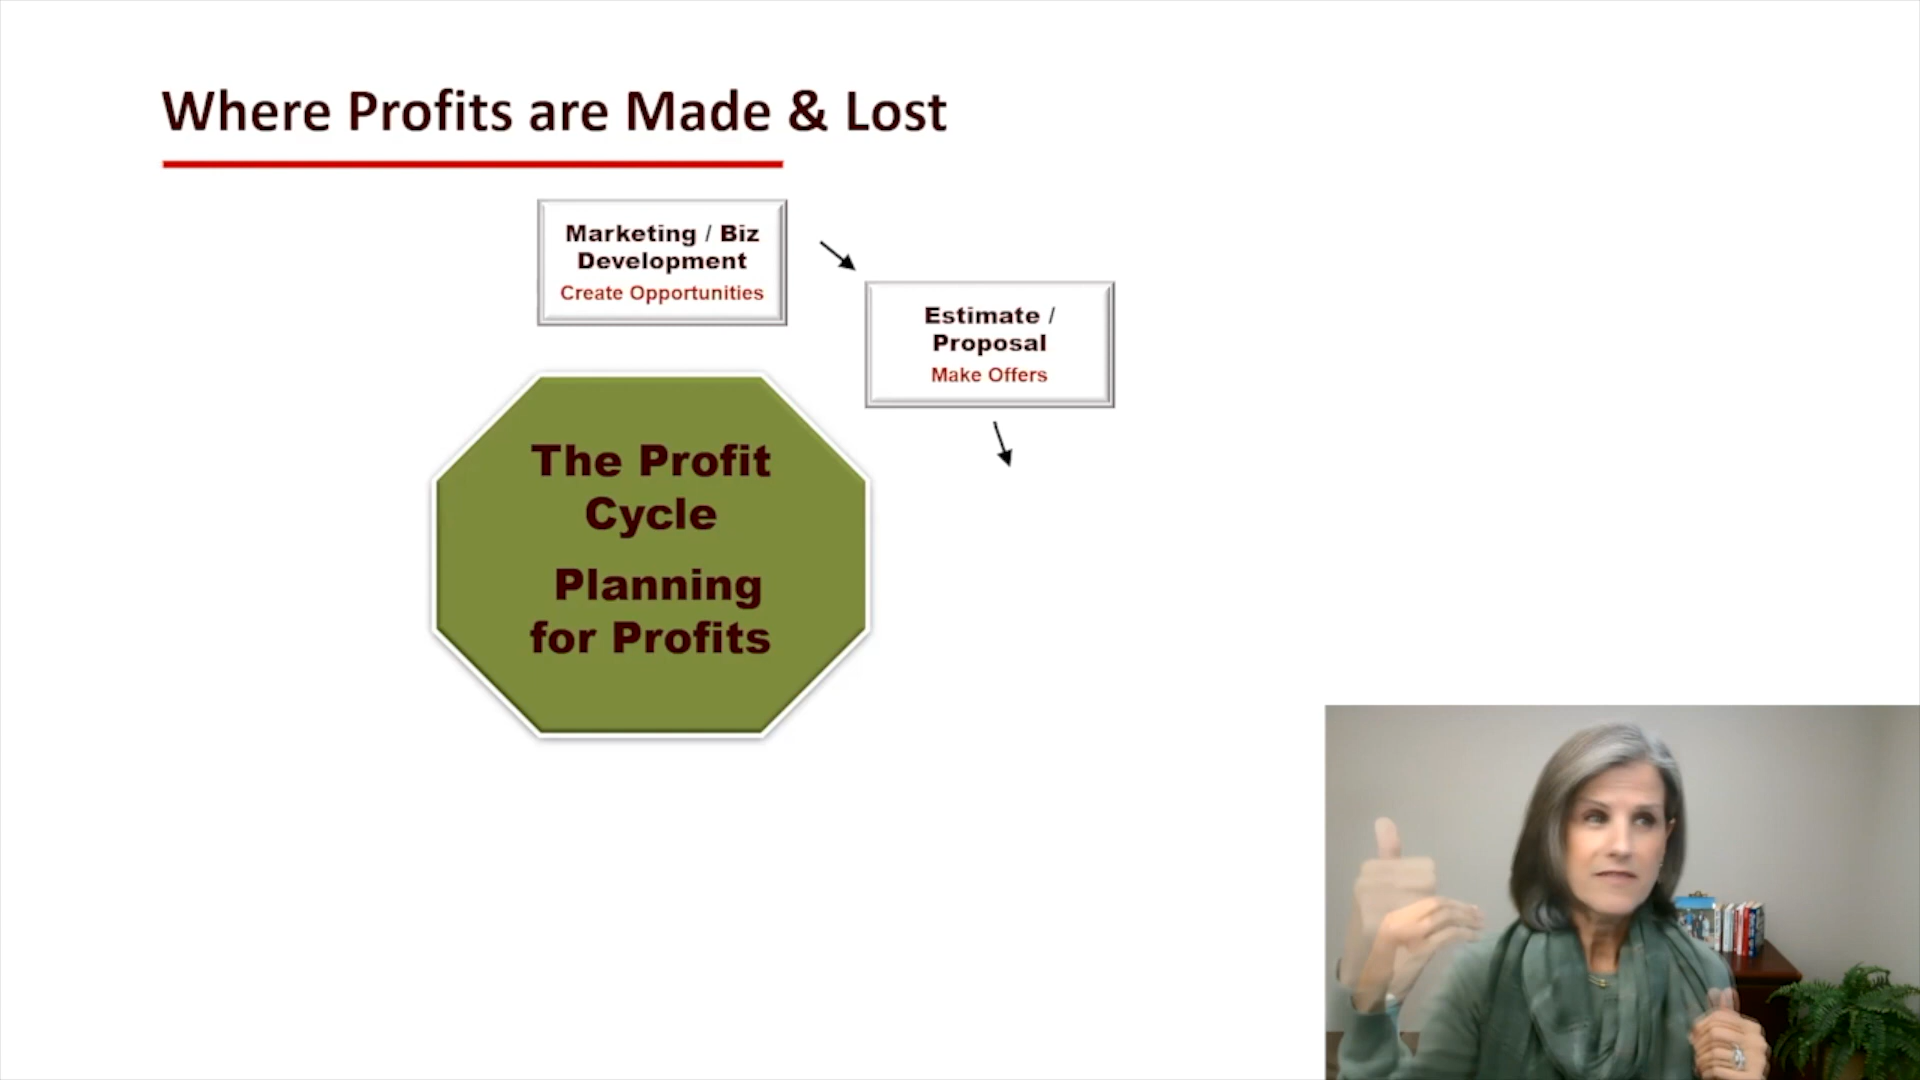 Where Profits are Made & Lost
Marketing / Biz
Development
Create Opportunities
Estimate /
Proposal
Make Offers
The Profit
Cycle
Planning
for Profits